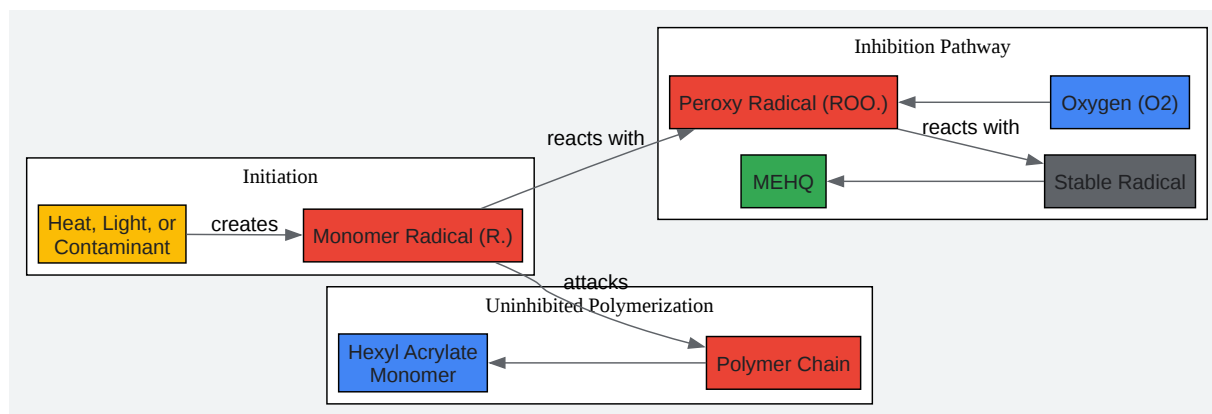 Inhibition Pathway
Peroxy Radical (ROO.)
Oxygen (O2)
reacts with
reacts with
MEHQ
Stable Radical
Initiation
Heat, Light, or
Contaminant
creates
Monomer Radical (R.)
attacks
Uninhibited Polymerization
Hexyl Acrylate
Monomer
Polymer Chain